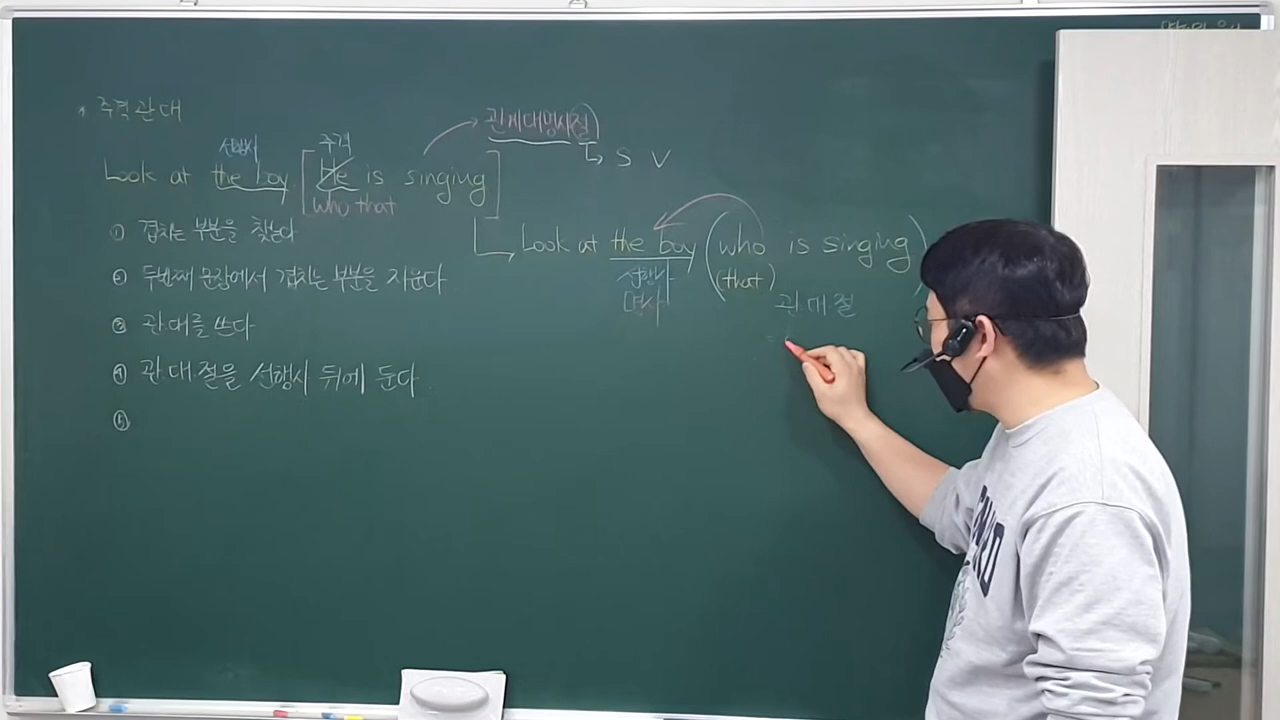 * 주격관대
선행사
주격
관계대명사절
Look at the boy. [He is singing]
who that
↳ S V
① 겹치는 부분을 찾는다
② 두번째 문장에서 겹치는 부분을 지운다.
③ 관대를 쓰다
④ 관.대.절을 선행사 뒤에 둔다.
⑤
↳ Look at the boy (who is singing)
선행사 (that)
명사 관.대.절